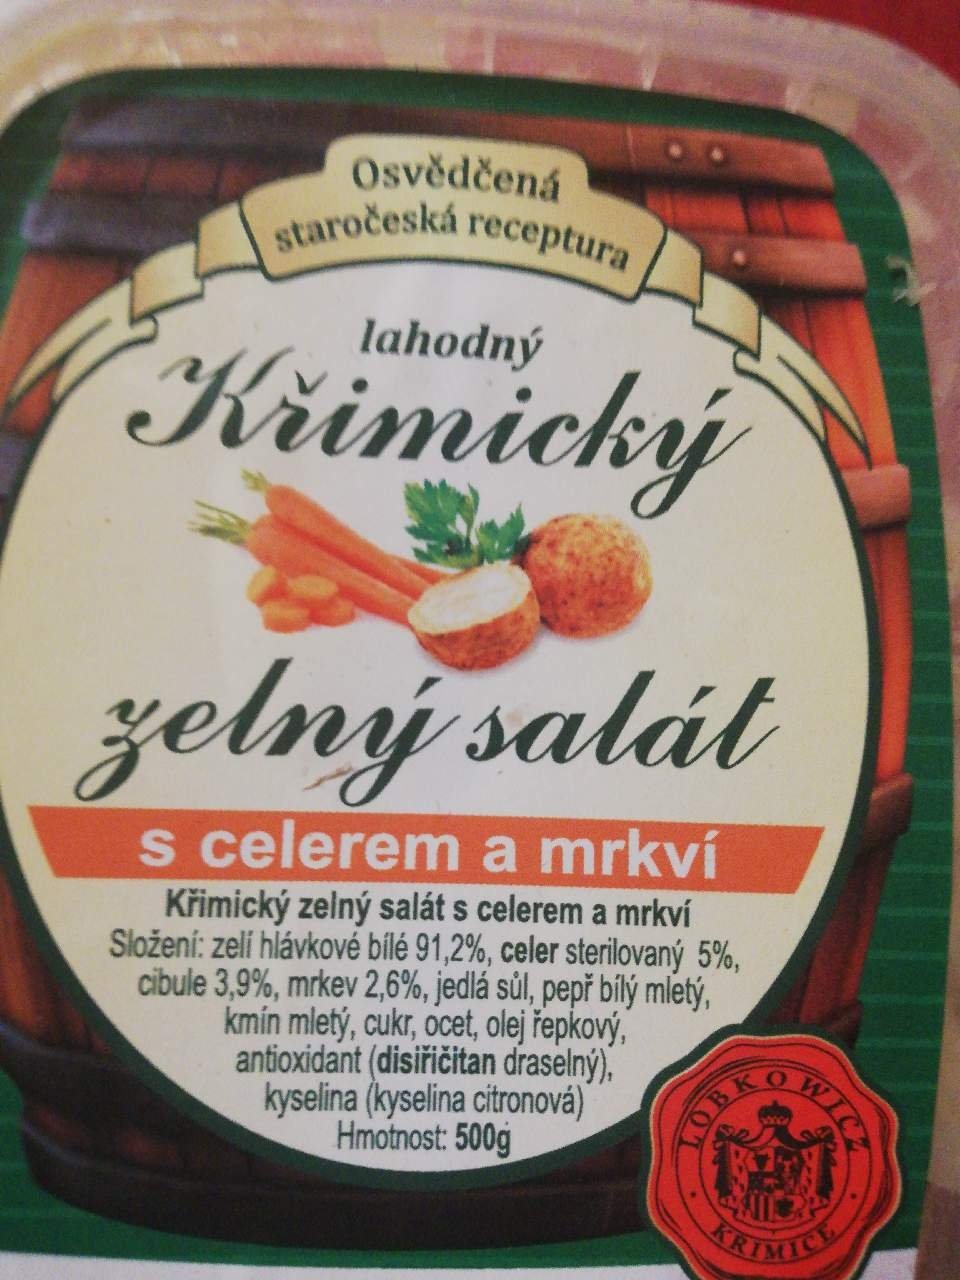 Osvědčená
staročeská receptura
lahodný
Křimický
zelný salát
s celerem a mrkví
Křimický zelný salát s celerem a mrkví
Složení: zelí hlávkové bílé 91,2%, celer sterilovaný 5%,
cibule 3,9%, mrkev 2,6%, jedlá sůl, pepř bílý mletý,
kmín mletý, cukr, ocet, olej řepkový,
antioxidant (disiřičitan draselný),
kyselina (kyselina citronová)
Hmotnost: 500g
LOBKOWICZ
KŘIMICE